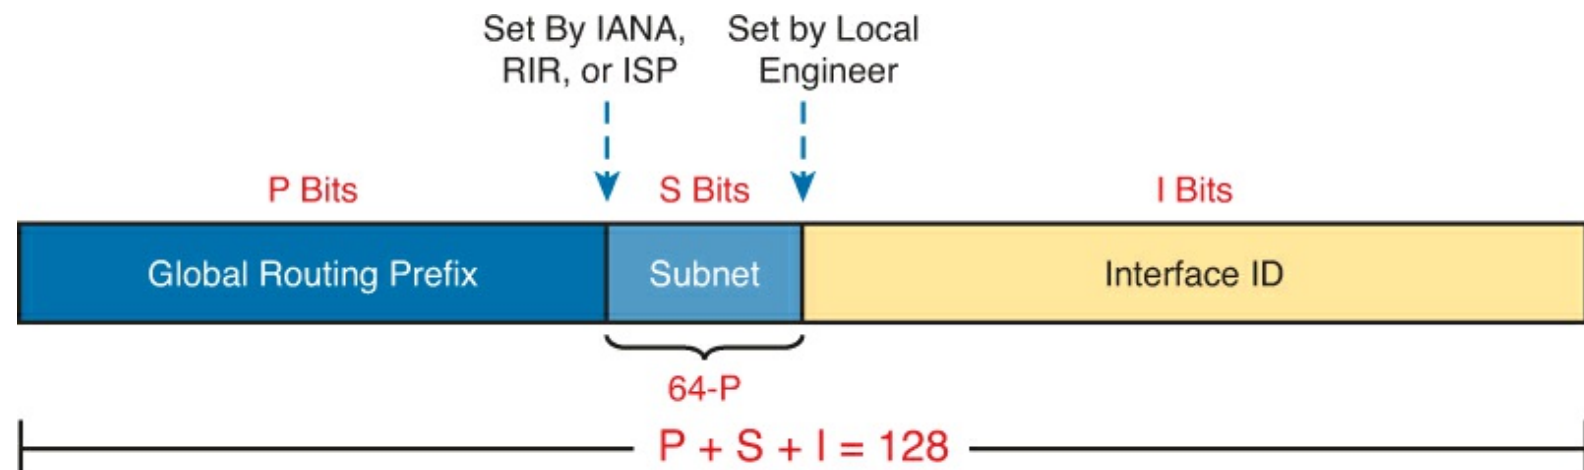 Set By IANA,
RIR, or ISP
Set by Local
Engineer
P Bits
S Bits
I Bits
Global Routing Prefix
Subnet
Interface ID
64-P
P + S + I = 128